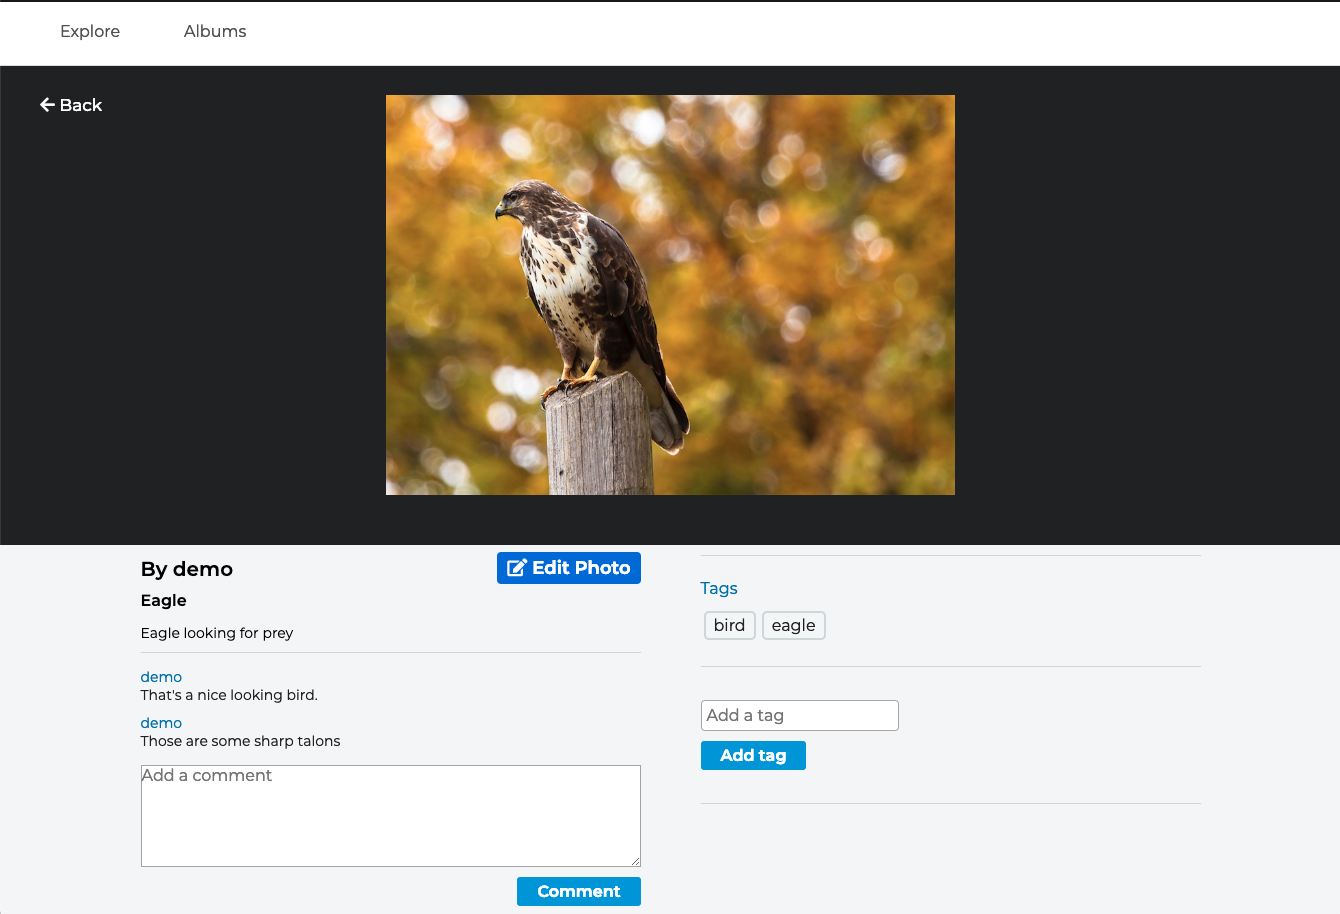 Explore Albums
Back
By demo
Edit Photo
Eagle
Eagle looking for prey
demo
That's a nice looking bird.
demo
Those are some sharp talons
Add a comment
Comment
Tags
bird eagle
Add a tag
Add tag